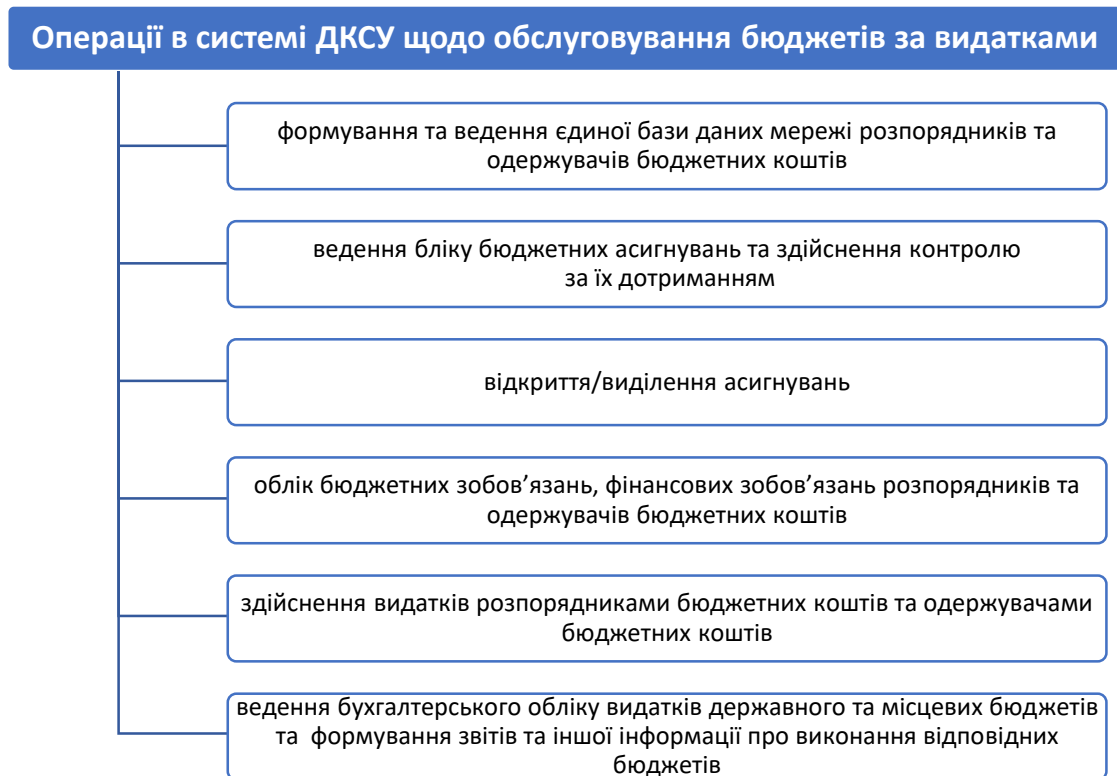 Операції в системі ДКСУ щодо обслуговування бюджетів за видатками
формування та ведення єдиної бази даних мережі розпорядників та
одержувачів бюджетних коштів
ведення бліку бюджетних асигнувань та здійснення контролю
за їх дотриманням
відкриття/виділення асигнувань
облік бюджетних зобов’язань, фінансових зобов’язань розпорядників та
одержувачів бюджетних коштів
здійснення видатків розпорядниками бюджетних коштів та одержувачами
бюджетних коштів
ведення бухгалтерського обліку видатків державного та місцевих бюджетів
та формування звітів та іншої інформації про виконання відповідних
бюджетів